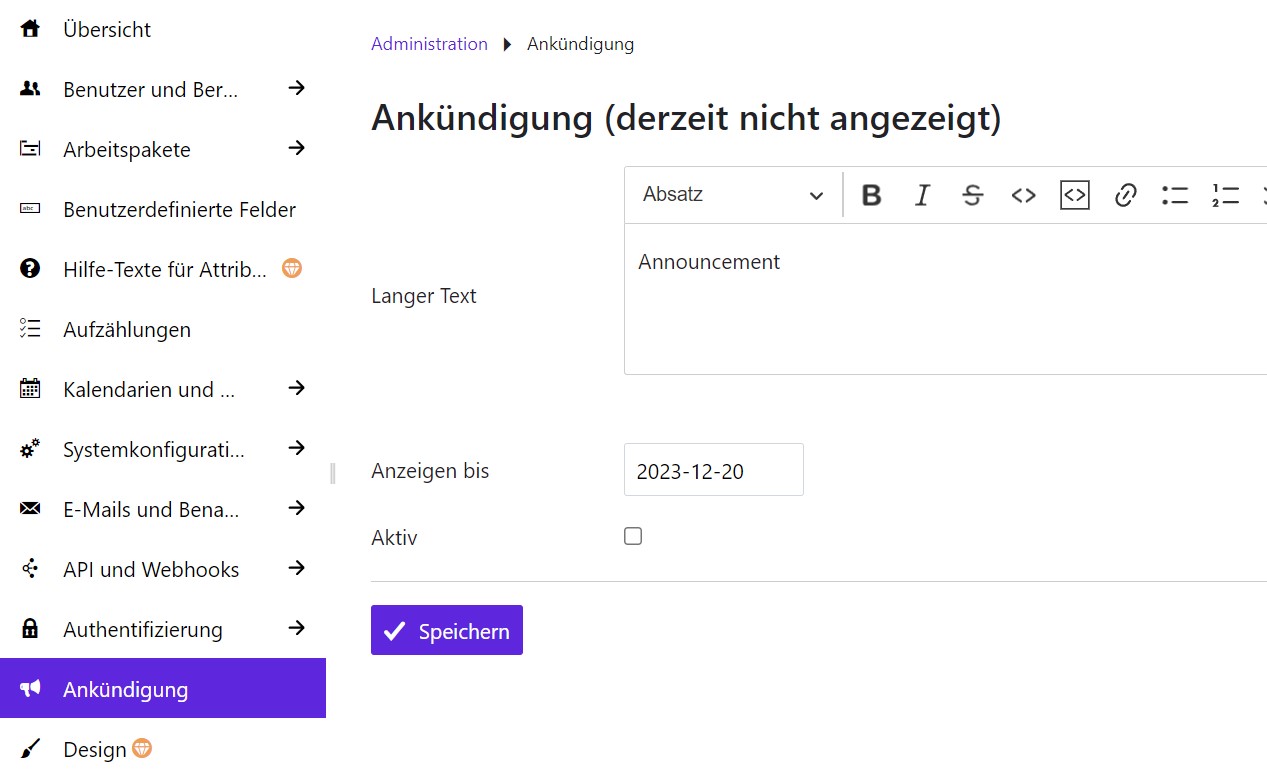 Übersicht
Benutzer und Ber...
Arbeitspakete
Benutzerdefinierte Felder
Hilfe-Texte für Attrib...
Aufzählungen
Kalendarien und ...
Systemkonfigurati...
E-Mails und Bena...
API und Webhooks
Authentifizierung
Ankündigung
Design
Administration Ankündigung
Ankündigung (derzeit nicht angezeigt)
Absatz
Langer Text
Announcement
Anzeigen bis 2023-12-20
Aktiv
Speichern